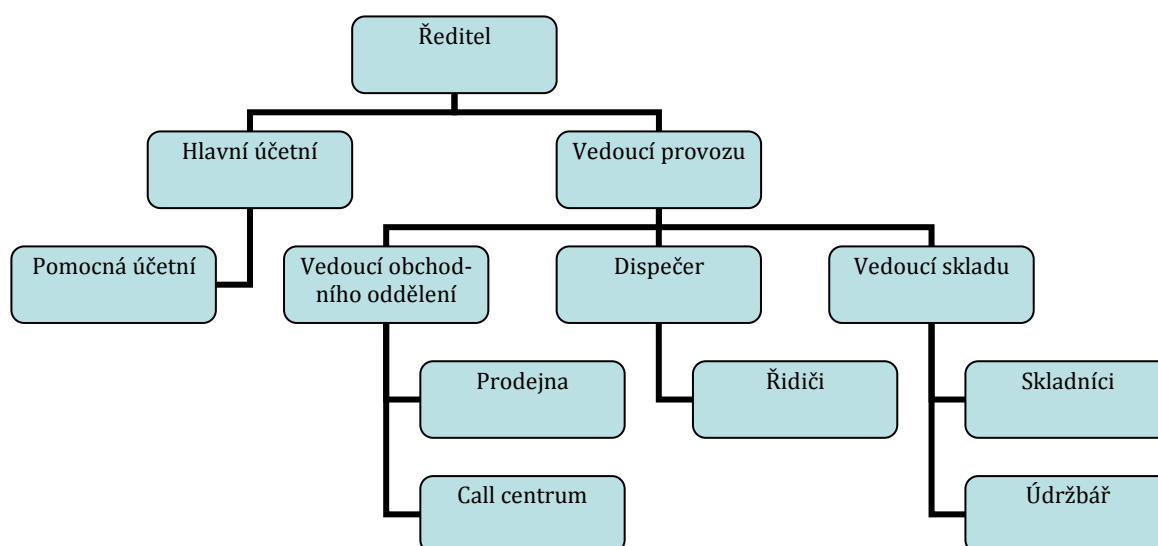 Ředitel
Hlavní účetní
Vedoucí provozu
Pomocná účetní
Vedoucí obchod-
ního oddělení
Dispečer
Vedoucí skladu
Prodejna
Řidiči
Skladníci
Call centrum
Údržbář